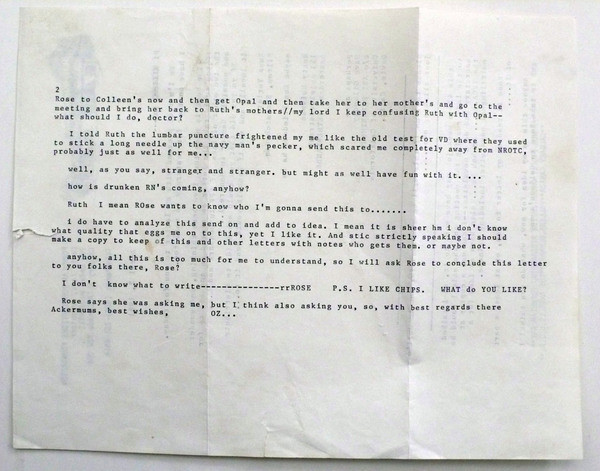 2
Rose to Colleen's now and then get Opal and then take her to her mother's and go to the
meeting and bring her back to Ruth's mothers//my lord I keep confusing Ruth with Opal--
what should I do, doctor?
I told Ruth the lumbar puncture frightened my me like the old test for VD where they used
to stick a long needle up the navy man's pecker, which scared me completely away from NROTC,
probably just as well for me...
well, as you say, stranger and stranger. but might as well have fun with it. ...
how is drunken RN's coming, anyhow?
Ruth I mean ROse wants to know who I'm gonna send this to.......
i do have to analyze this send on and add to idea. I mean it is sheer hm i don't know
what quality that eggs me on to this, yet I like it. And stic strictly speaking I should
make a copy to keep of this and other letters with notes who gets them. or maybe not.
anyhow, all this is too much for me to understand, so I will ask Rose to conclude this letter
to you folks there, Rose?
I don't know what to write---------------rrROSE P.S. I LIKE CHIPS. WHAT do YOU LIKE?
Rose says she was asking me, but I think also asking you, so, with best regards there
Ackermums, best wishes, OZ...